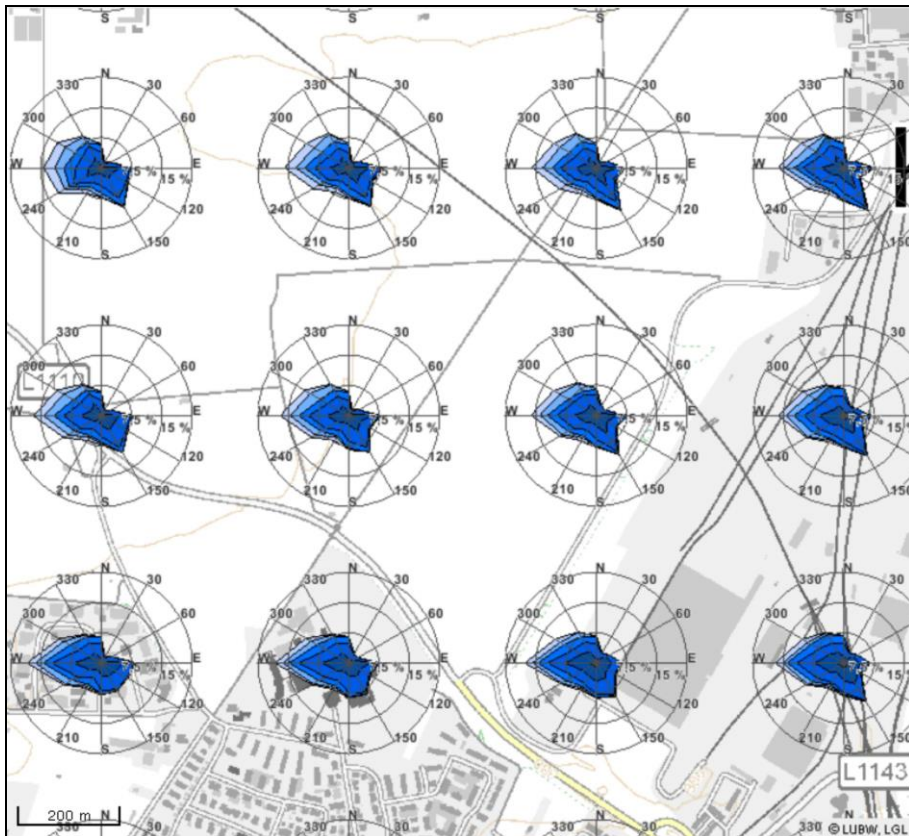 S S S S
N N N N
330 30 330 30 330 30 330 30
300 60 300 60 300 60 300 60
W 15 % E W 15 % E W 15 % E W 15 %
240 120 240 120 240 120 240 120
210 150 210 150 210 150 210 150
S S S S
N N N N
330 30 330 30 330 30 330 30
L1110
300 60 300 60 300 60 300 60
W 15 % E W 15 % E W 15 % E W
240 120 240 120 240 120 240 120
210 150 210 150 210 150 210 150
S S S S
N N N N
330 30 330 30 330 30 330 30
300 60 300 60 300 60 300 60
W 15 % E W 15 % E W 15 % E W
240 120 240 120 240 120 240 120
210 150 210 150 210 150 210 150
S S S S
L1143
200 m N N N N
330 30 330 30 330 30 330
© LUBW, LGL